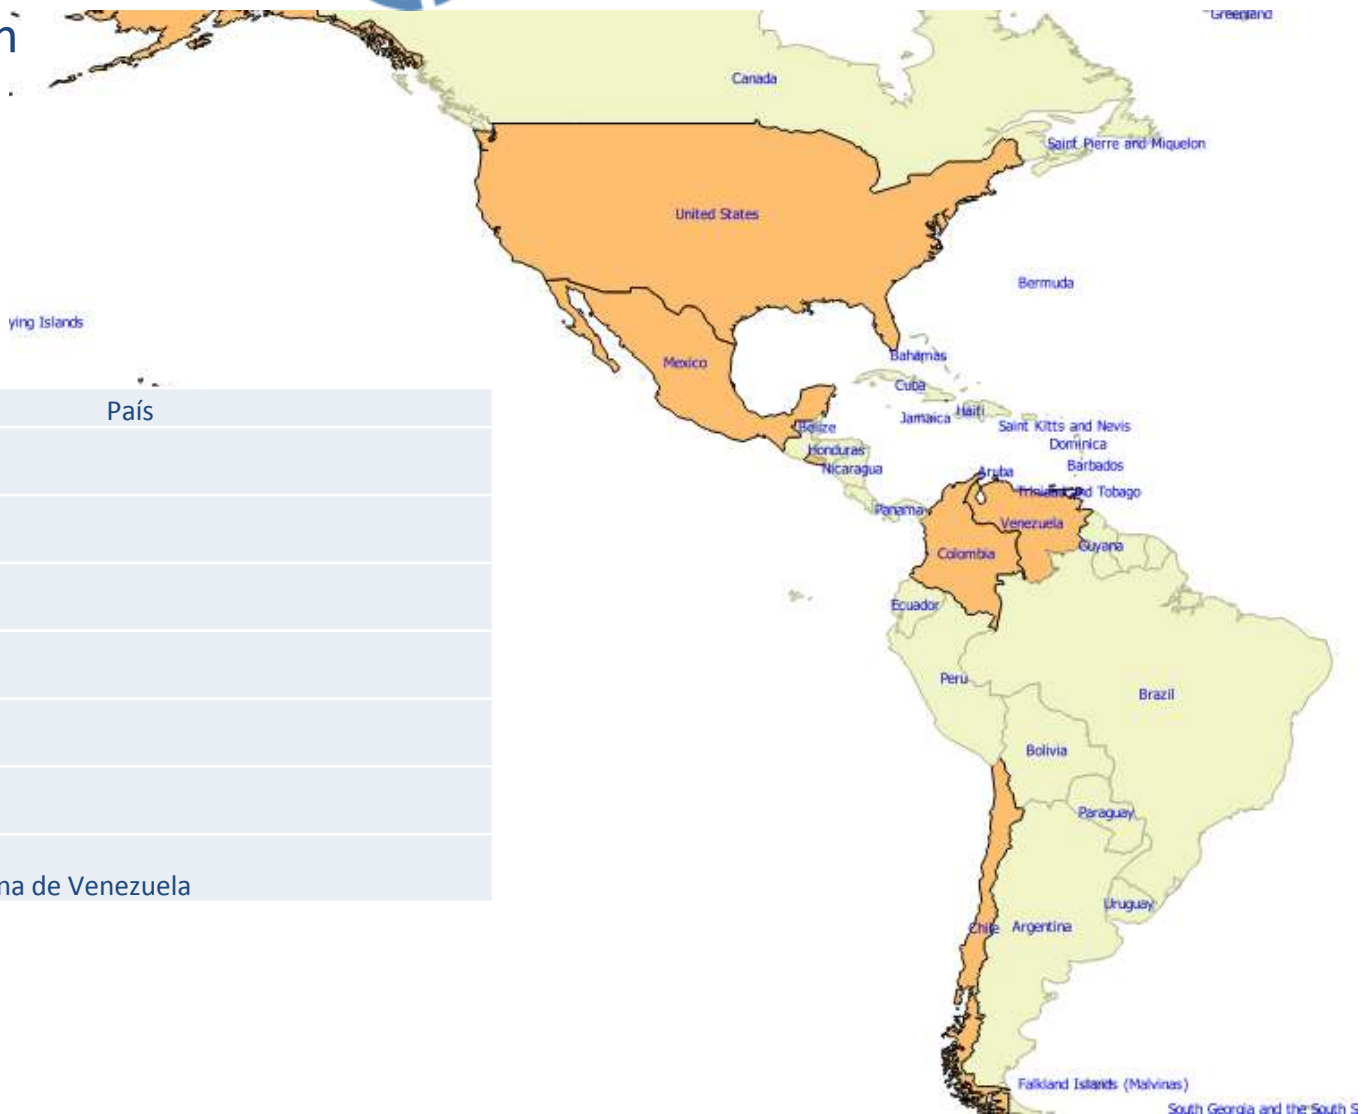 n
.
Greenland
Canada
Saint Pierre and Miquelon
United States
Bermuda
ying Islands
Bahamas
Mexico
Cuba
Haiti
País
Jamaica
Saint Kitts and Nevis
Belize
Dominica
Honduras
Barbados
Nicaragua
Aruba
Trinidad and Tobago
Panama
Venezuela
Guyana
Colombia
Ecuador
Peru
Brazil
Bolivia
Paraguay
na de Venezuela
Uruguay
Chile
Argentina
Falkland Islands (Malvinas)
South Georgia and the South S